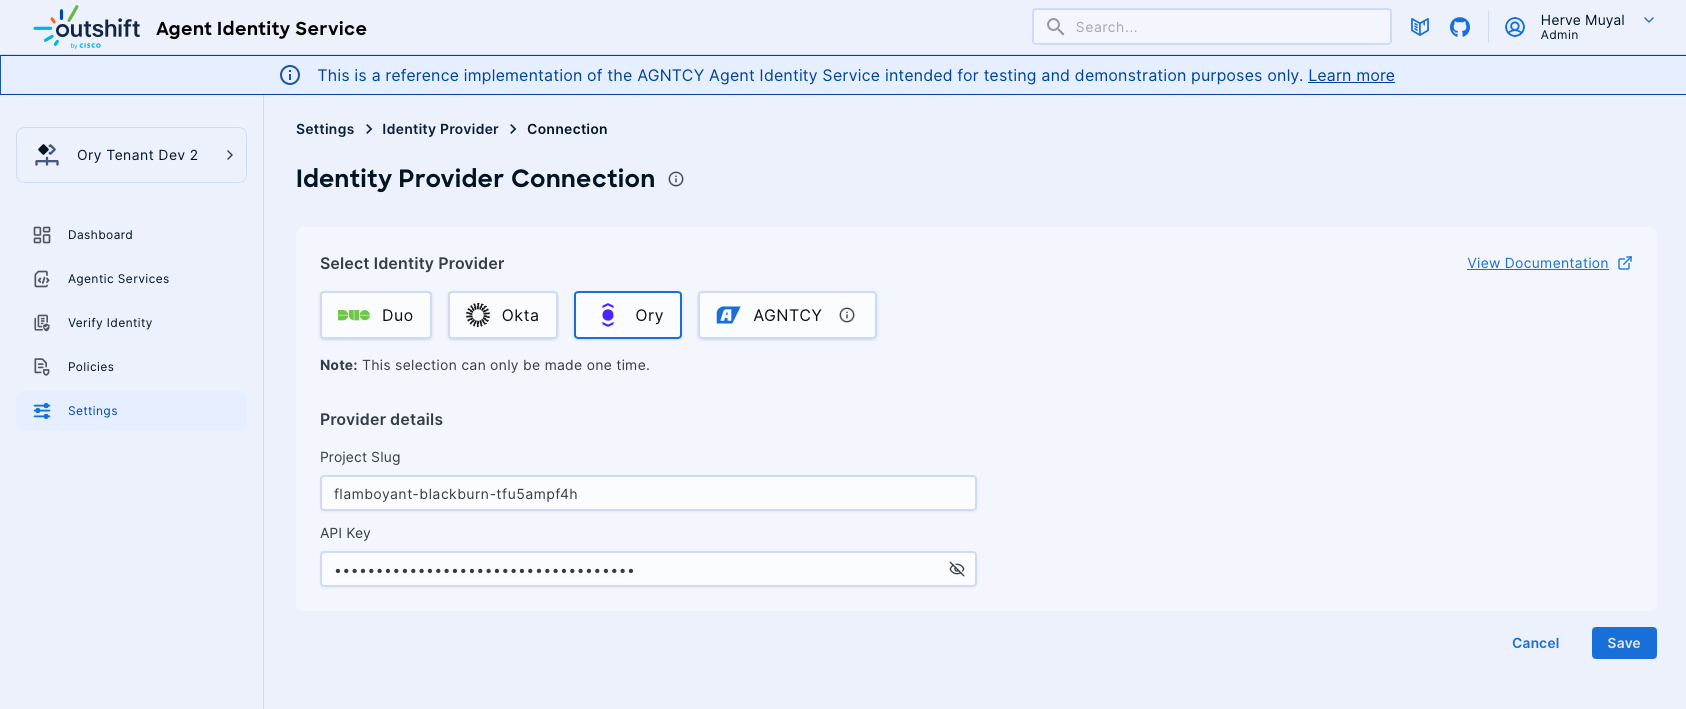 outshift
by CISCO
Agent Identity Service
Search...
Herve Muyal
Admin
This is a reference implementation of the AGNTCY Agent Identity Service intended for testing and demonstration purposes only. Learn more
Ory Tenant Dev 2
Dashboard
Agentic Services
Verify Identity
Policies
Settings
Settings > Identity Provider > Connection
Identity Provider Connection
Select Identity Provider
View Documentation
DUO Duo
Okta
Ory
A AGNTCY
Note: This selection can only be made one time.
Provider details
Project Slug
flamboyant-blackburn-tfu5ampf4h
API Key
••••••••••••••••••••••••••••••••••••
Cancel
Save